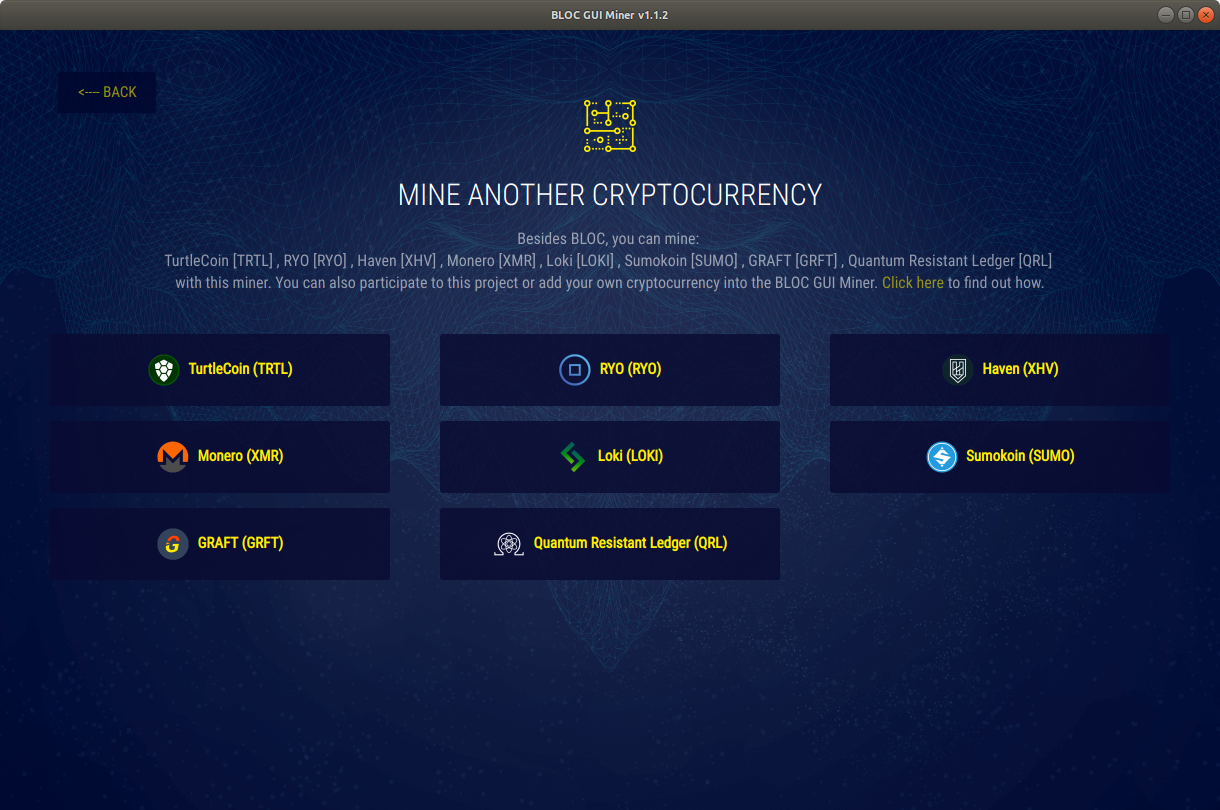 BLOC GUI Miner v1.1.2
<---- BACK
MINE ANOTHER CRYPTOCURRENCY
Besides BLOC, you can mine:
TurtleCoin [TRTL] , RYO [RYO] , Haven [XHV] , Monero [XMR] , Loki [LOKI] , Sumokoin [SUMO] , GRAFT [GRFT] , Quantum Resistant Ledger [QRL]
with this miner. You can also participate to this project or add your own cryptocurrency into the BLOC GUI Miner. Click here to find out how.
TurtleCoin (TRTL)
RYO (RYO)
Haven (XHV)
Monero (XMR)
Loki (LOKI)
Sumokoin (SUMO)
GRAFT (GRFT)
Quantum Resistant Ledger (QRL)